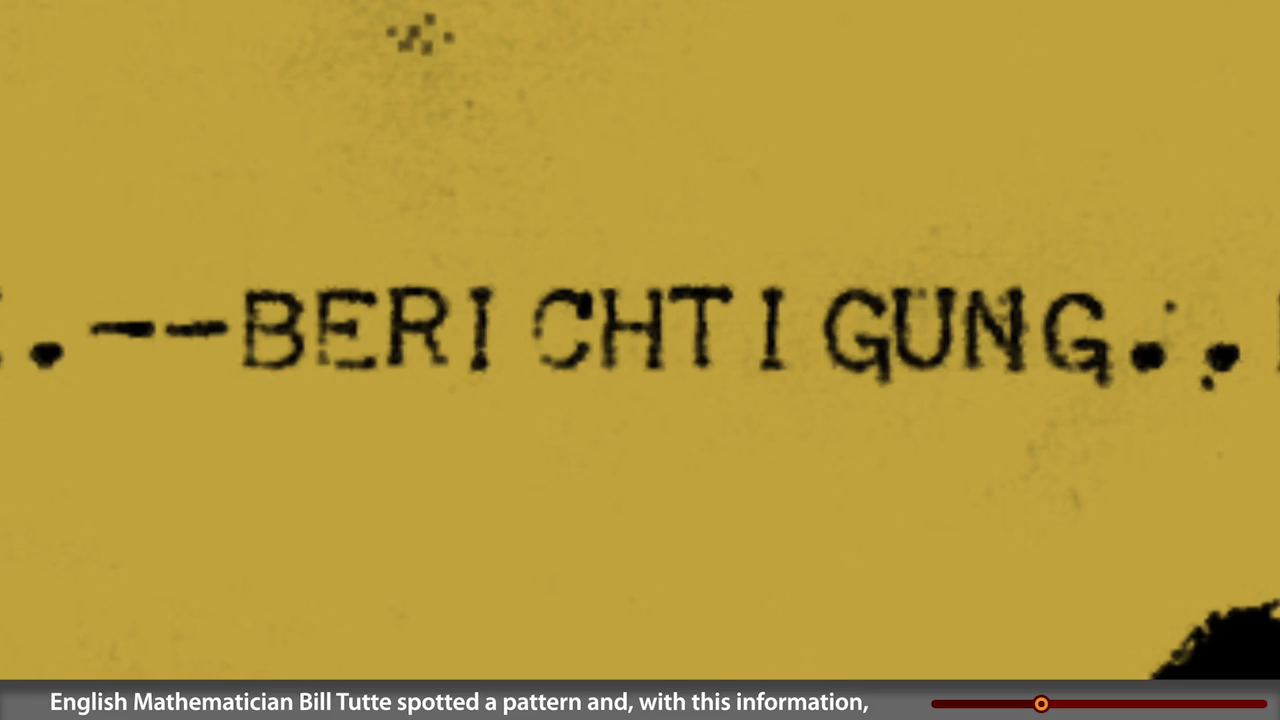 .--BERICHTIGUNG..
English Mathematician Bill Tutte spotted a pattern and, with this information,